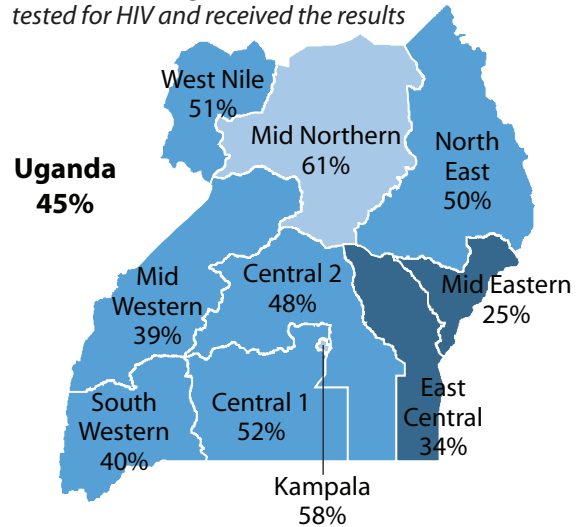 tested for HIV and received the results
West Nile
51%
Mid Northern
61%
North
East
50%
Uganda
45%
Mid
Western
39%
Central 2
48%
Mid Eastern
25%
South
Western
40%
Central 1
52%
East
Central
34%
Kampala
58%